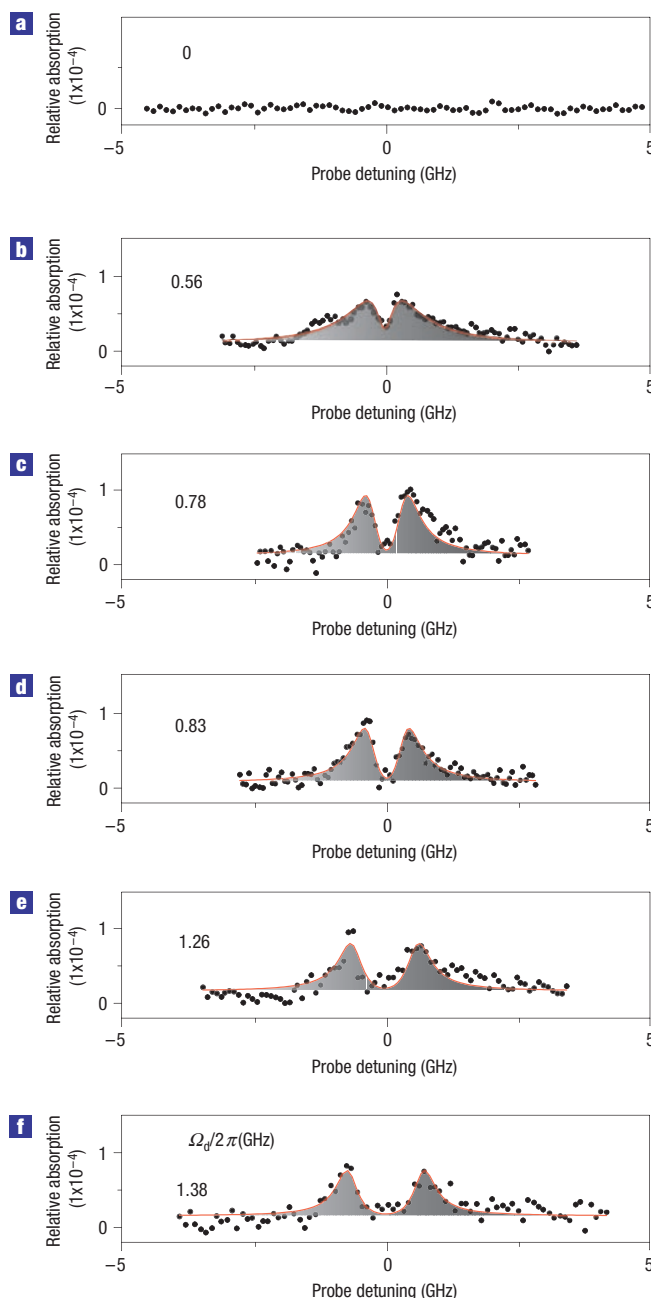 a
Relative absorption
(1x10⁻⁴)
0
0
−5
0
5
Probe detuning (GHz)
b
Relative absorption
(1x10⁻⁴)
1
0
0.56
−5
0
5
Probe detuning (GHz)
c
Relative absorption
(1x10⁻⁴)
1
0
0.78
−5
0
5
Probe detuning (GHz)
d
Relative absorption
(1x10⁻⁴)
1
0
0.83
−5
0
5
Probe detuning (GHz)
e
Relative absorption
(1x10⁻⁴)
1
0
1.26
−5
0
5
Probe detuning (GHz)
f
Relative absorption
(1x10⁻⁴)
1
0
Ω_d/2π(GHz)
1.38
−5
0
5
Probe detuning (GHz)